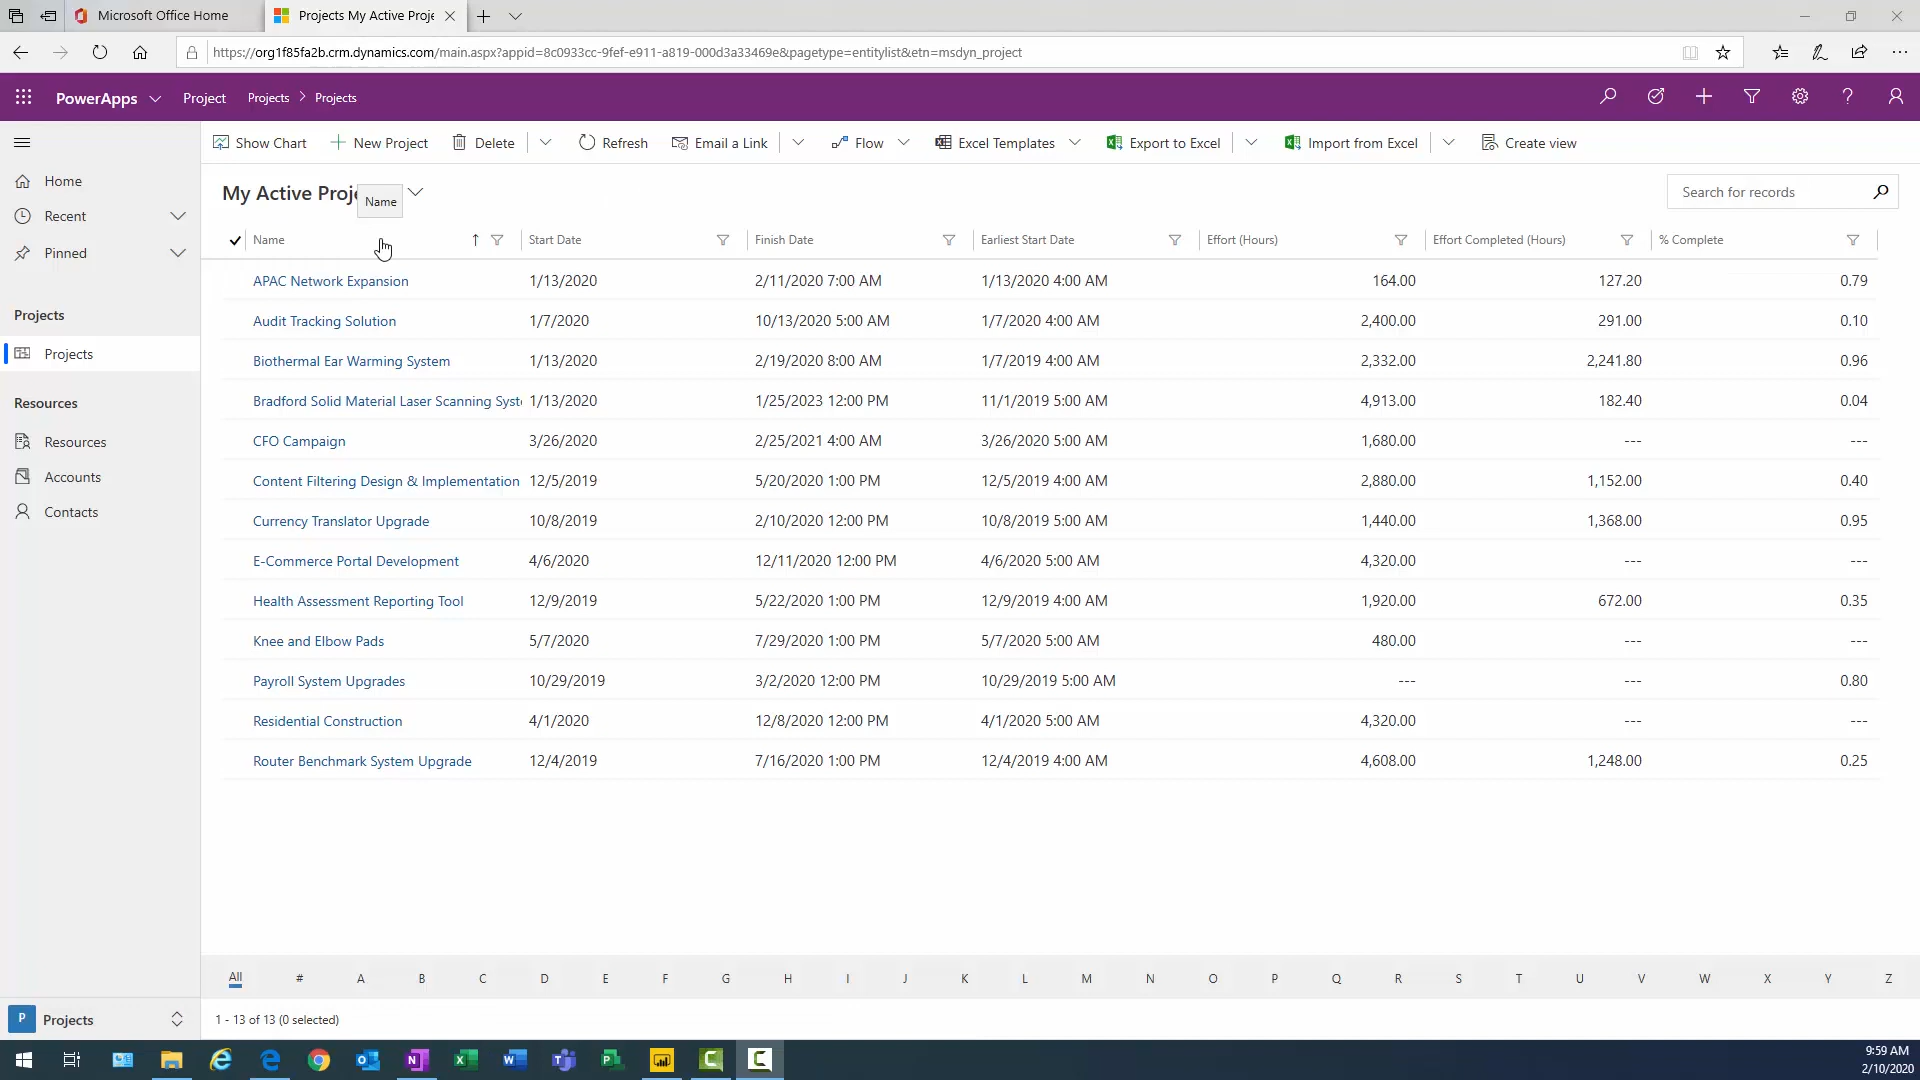 Microsoft Office Home
Projects My Active Proje
https://org1f85fa2b.crm.dynamics.com/main.aspx?appid=8c0933cc-9fef-e911-a819-000d3a33469e&pagetype=entitylist&etn=msdyn_project
PowerApps Project Projects > Projects
Show Chart New Project Delete Refresh Email a Link Flow Excel Templates Export to Excel Import from Excel Create view
Home
Recent
Pinned
Projects
Projects
Resources
Resources
Accounts
Contacts
My Active Proje
Name
Search for records
Name Start Date Finish Date Earliest Start Date Effort (Hours) Effort Completed (Hours) % Complete
APAC Network Expansion 1/13/2020 2/11/2020 7:00 AM 1/13/2020 4:00 AM 164.00 127.20 0.79
Audit Tracking Solution 1/7/2020 10/13/2020 5:00 AM 1/7/2020 4:00 AM 2,400.00 291.00 0.10
Biothermal Ear Warming System 1/13/2020 2/19/2020 8:00 AM 1/7/2019 4:00 AM 2,332.00 2,241.80 0.96
Bradford Solid Material Laser Scanning Syst 1/13/2020 1/25/2023 12:00 PM 11/1/2019 5:00 AM 4,913.00 182.40 0.04
CFO Campaign 3/26/2020 2/25/2021 4:00 AM 3/26/2020 5:00 AM 1,680.00 --- ---
Content Filtering Design & Implementation 12/5/2019 5/20/2020 1:00 PM 12/5/2019 4:00 AM 2,880.00 1,152.00 0.40
Currency Translator Upgrade 10/8/2019 2/10/2020 12:00 PM 10/8/2019 5:00 AM 1,440.00 1,368.00 0.95
E-Commerce Portal Development 4/6/2020 12/11/2020 12:00 PM 4/6/2020 5:00 AM 4,320.00 --- ---
Health Assessment Reporting Tool 12/9/2019 5/22/2020 1:00 PM 12/9/2019 4:00 AM 1,920.00 672.00 0.35
Knee and Elbow Pads 5/7/2020 7/29/2020 1:00 PM 5/7/2020 5:00 AM 480.00 --- ---
Payroll System Upgrades 10/29/2019 3/2/2020 12:00 PM 10/29/2019 5:00 AM --- --- 0.80
Residential Construction 4/1/2020 12/8/2020 12:00 PM 4/1/2020 5:00 AM 4,320.00 --- ---
Router Benchmark System Upgrade 12/4/2019 7/16/2020 1:00 PM 12/4/2019 4:00 AM 4,608.00 1,248.00 0.25
All # A B C D E F G H I J K L M N O P Q R S T U V W X Y Z
P Projects
1 - 13 of 13 (0 selected)
9:59 AM
2/10/2020